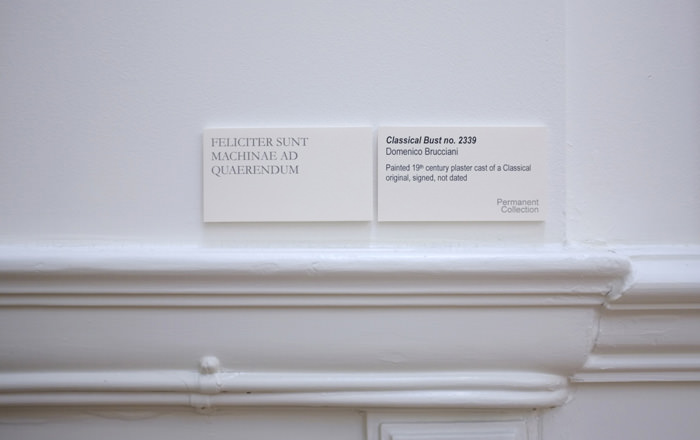 FELICITER SUNT
MACHINAE AD
QUAERENDUM
Classical Bust no. 2339
Domenico Brucciani
Painted 19th century plaster cast of a Classical
original, signed, not dated
Permanent
Collection